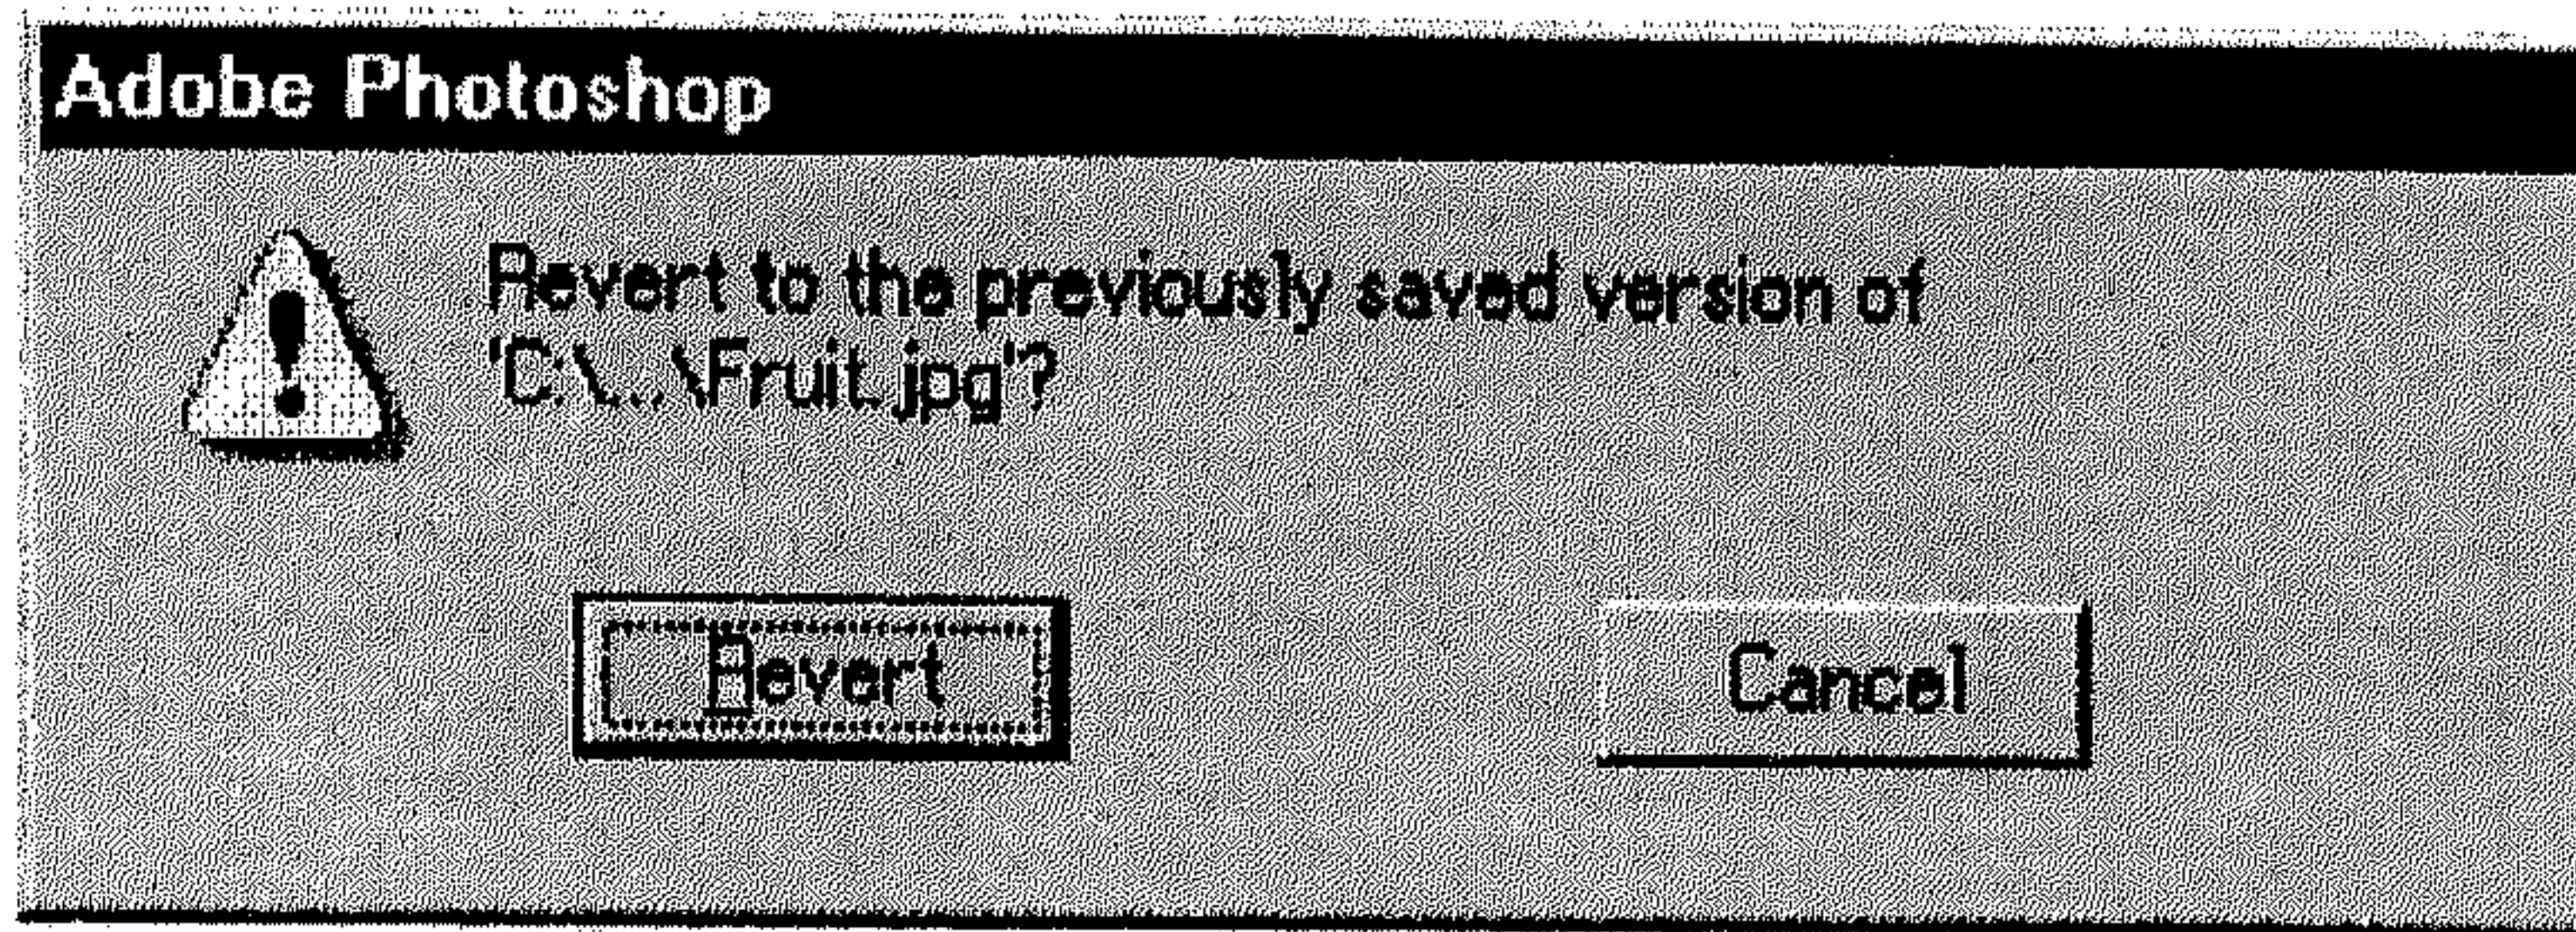 Adobe Photoshop
Revert to the previously saved version of
'C:\...\Fruit.jpg'?
Revert
Cancel